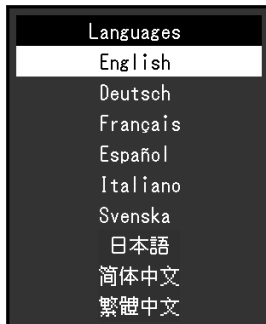 Languages
English
Deutsch
Français
Español
Italiano
Svenska
日本語
简体中文
繁體中文